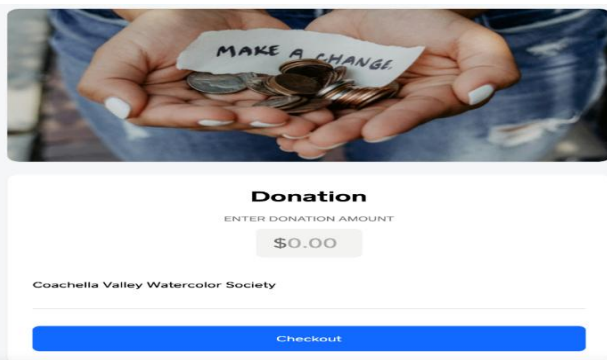 MAKE A CHANGE
Donation
ENTER DONATION AMOUNT
$0.00
Coachella Valley Watercolor Society
Checkout